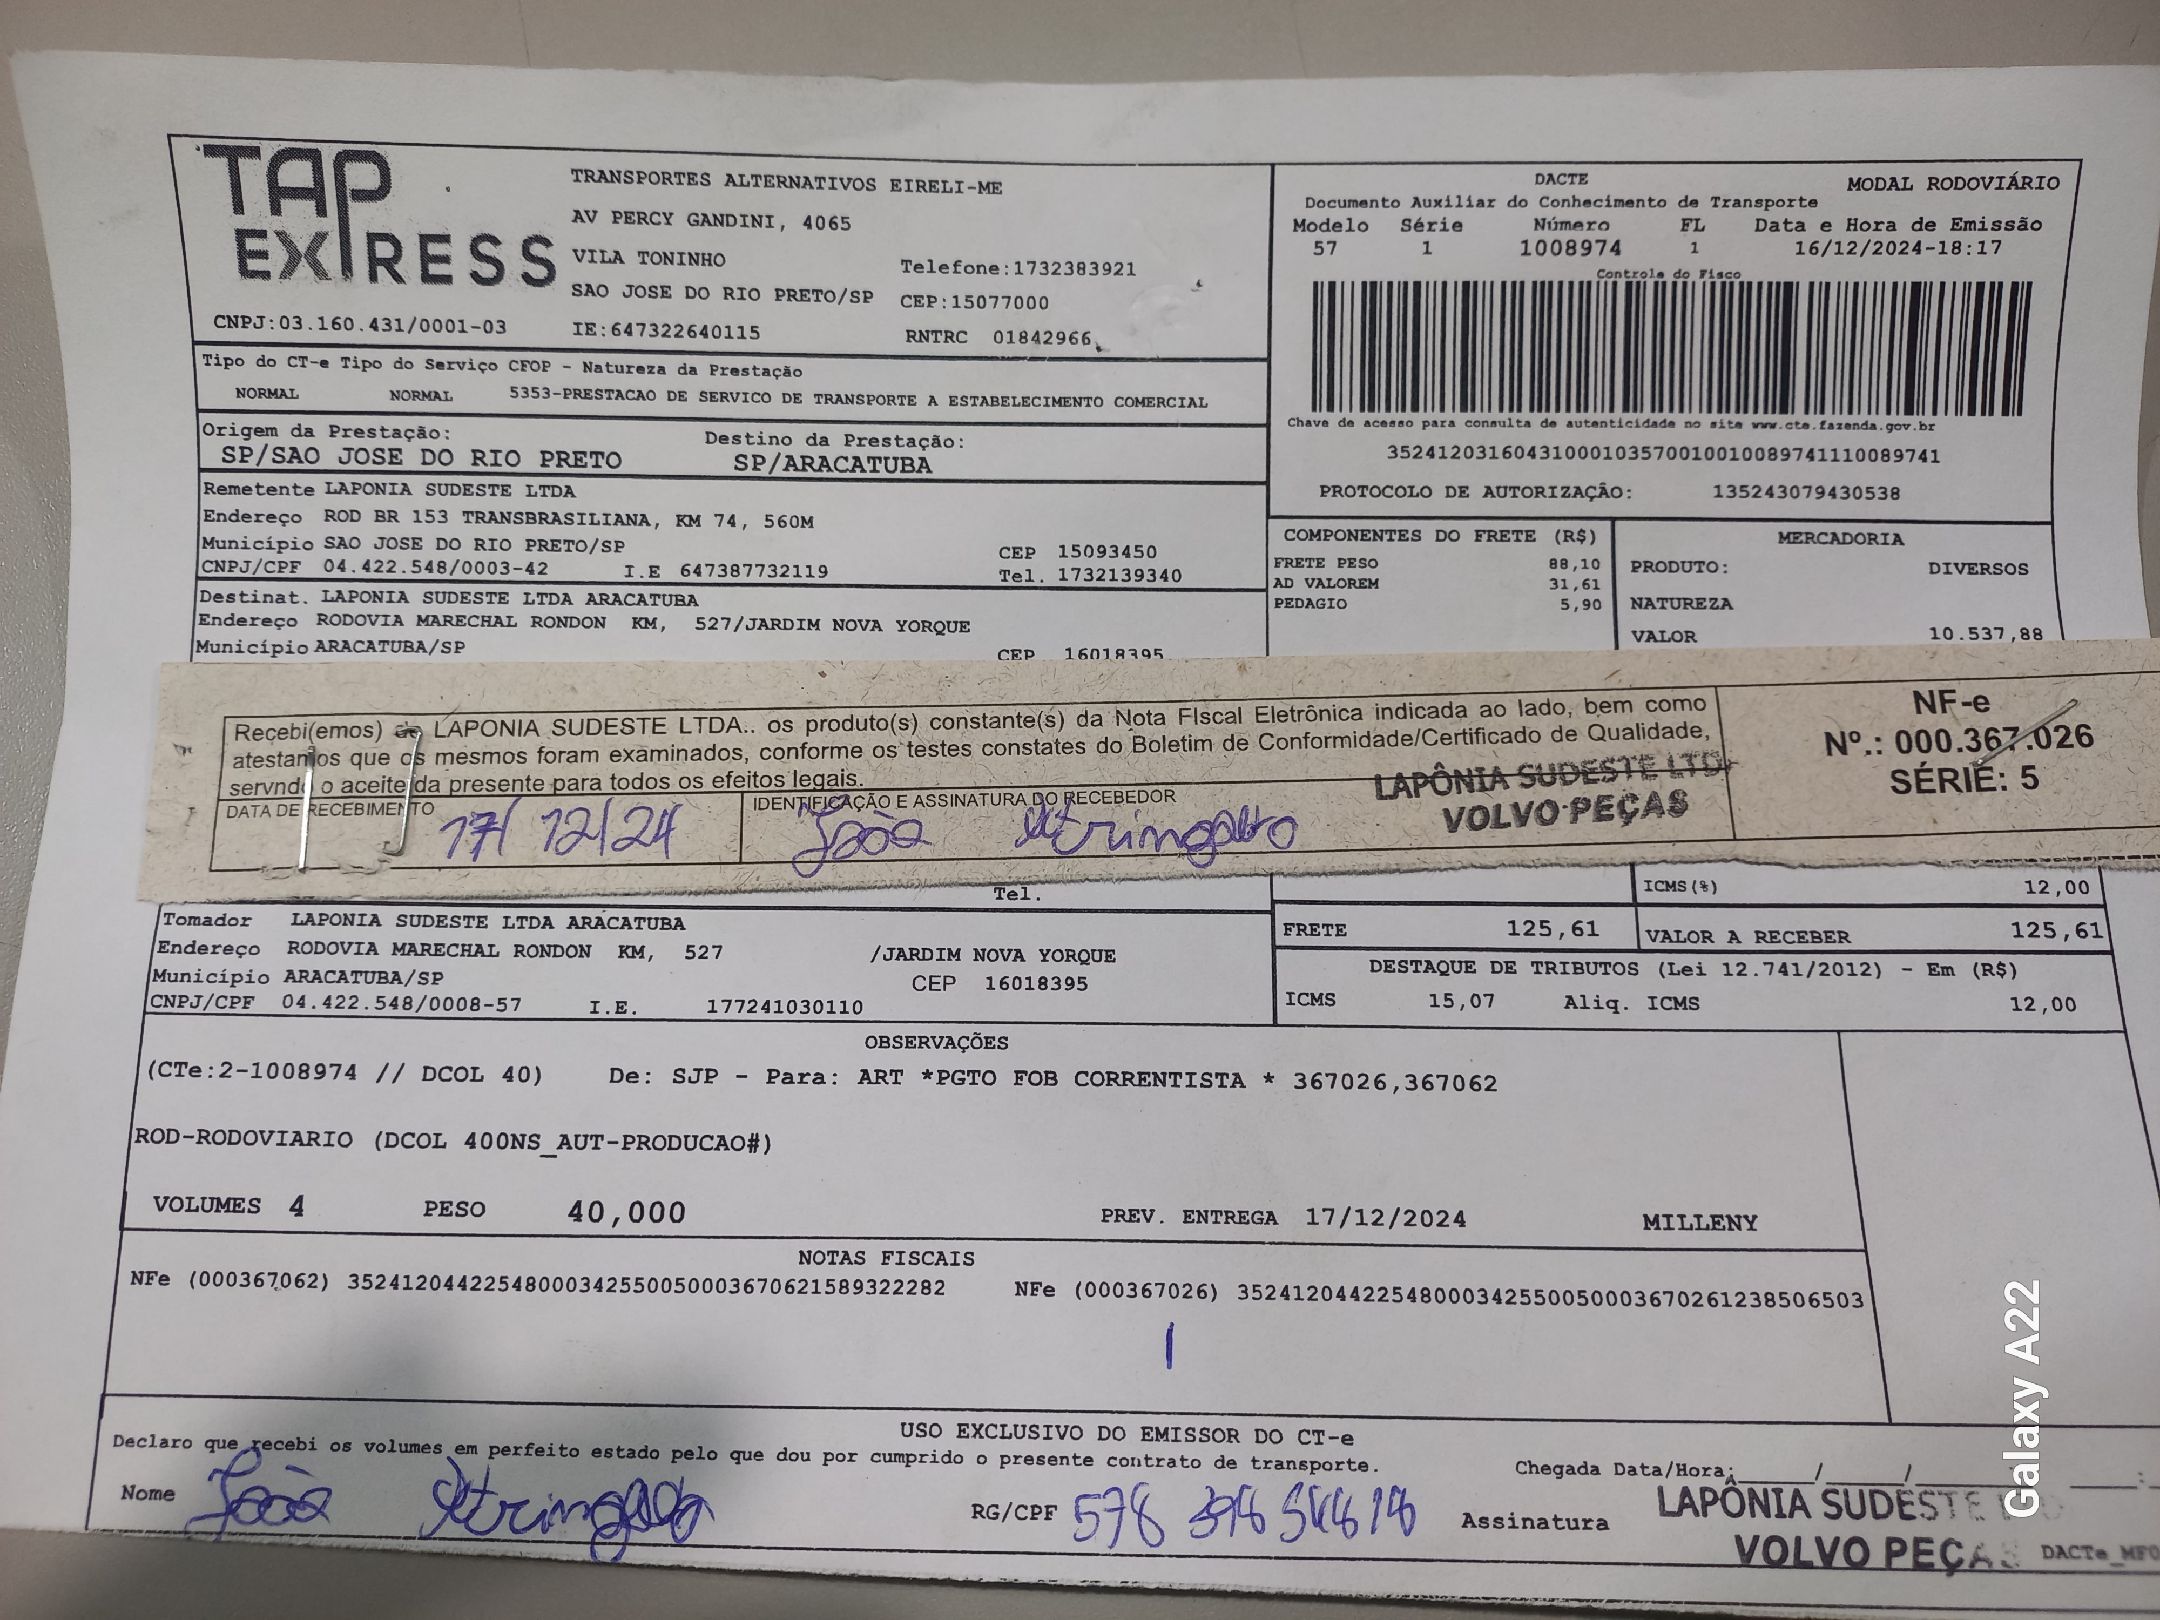 TAP EXPRESS
TRANSPORTES ALTERNATIVOS EIRELI-ME
AV PERCY GANDINI, 4065
VILA TONINHO
Telefone:1732383921
SAO JOSE DO RIO PRETO/SP CEP:15077000
CNPJ:03.160.431/0001-03 IE:647322640115 RNTRC 01842966
DACTE MODAL RODOVIÁRIO
Documento Auxiliar do Conhecimento de Transporte
Modelo Série Número FL Data e Hora de Emissão
57 1 1008974 1 16/12/2024-18:17
Controle do Fisco
Chave de acesso para consulta de autenticidade no site www.cte.fazenda.gov.br
35241203160431000103570010010089741110089741
PROTOCOLO DE AUTORIZAÇÃO: 135243079430538
Tipo do CT-e Tipo do Serviço CFOP - Natureza da Prestação
NORMAL NORMAL 5353-PRESTACAO DE SERVICO DE TRANSPORTE A ESTABELECIMENTO COMERCIAL
Origem da Prestação: Destino da Prestação:
SP/SAO JOSE DO RIO PRETO SP/ARACATUBA
Remetente LAPONIA SUDESTE LTDA
Endereço ROD BR 153 TRANSBRASILIANA, KM 74, 560M
Município SAO JOSE DO RIO PRETO/SP CEP 15093450
CNPJ/CPF 04.422.548/0003-42 I.E 647387732119 Tel. 1732139340
Destinat. LAPONIA SUDESTE LTDA ARACATUBA
Endereço RODOVIA MARECHAL RONDON KM, 527/JARDIM NOVA YORQUE
Município ARACATUBA/SP CEP 16018395
COMPONENTES DO FRETE (R$)
FRETE PESO 88,10
AD VALOREM 31,61
PEDAGIO 5,90
MERCADORIA
PRODUTO: DIVERSOS
NATUREZA
VALOR 10.537,88
Recebi(emos) de LAPONIA SUDESTE LTDA.. os produto(s) constante(s) da Nota FIscal Eletrônica indicada ao lado, bem como
atestamos que os mesmos foram examinados, conforme os testes constates do Boletim de Conformidade/Certificado de Qualidade,
servndo o aceite da presente para todos os efeitos legais.
DATA DE RECEBIMENTO
17/12/24
IDENTIFICAÇÃO E ASSINATURA DO RECEBEDOR
João
LAPÔNIA SUDESTE LTD
VOLVO PEÇAS
NF-e
Nº.: 000.367.026
SÉRIE: 5
Tel.
ICMS(%) 12,00
FRETE 125,61 VALOR A RECEBER 125,61
Tomador LAPONIA SUDESTE LTDA ARACATUBA
Endereço RODOVIA MARECHAL RONDON KM, 527 /JARDIM NOVA YORQUE
Município ARACATUBA/SP CEP 16018395
CNPJ/CPF 04.422.548/0008-57 I.E. 177241030110
DESTAQUE DE TRIBUTOS (Lei 12.741/2012) - Em (R$)
ICMS 15,07 Aliq. ICMS 12,00
OBSERVAÇÕES
(CTe:2-1008974 // DCOL 40) De: SJP - Para: ART *PGTO FOB CORRENTISTA * 367026,367062
ROD-RODOVIARIO (DCOL 400NS_AUT-PRODUCAO#)
VOLUMES 4 PESO 40,000 PREV. ENTREGA 17/12/2024 MILLENY
NOTAS FISCAIS
NFe (000367062) 35241204422548000342550050003670621589322282 NFe (000367026) 35241204422548000342550050003670261238506503
USO EXCLUSIVO DO EMISSOR DO CT-e
Declaro que recebi os volumes em perfeito estado pelo que dou por cumprido o presente contrato de transporte.
Chegada Data/Hora:
Nome João
RG/CPF 578
Assinatura
LAPÔNIA SUDESTE
VOLVO PEÇAS
DACTe_MF0
Galaxy A22